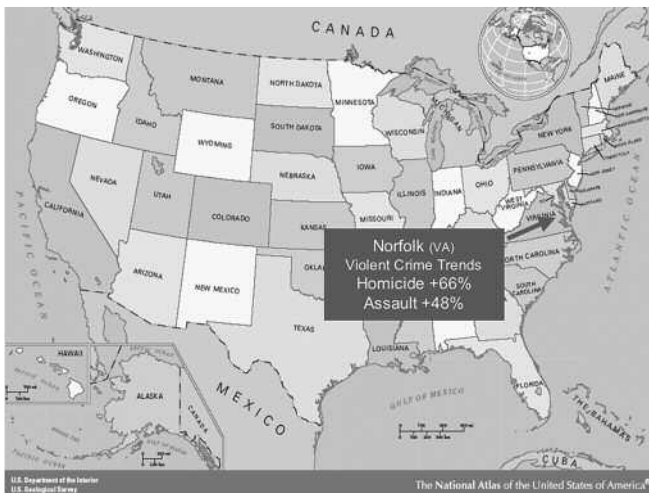 CANADA
WASHINGTON
MONTANA
NORTH DAKOTA
MINNESOTA
MICHIGAN
MAINE
OREGON
IDAHO
SOUTH DAKOTA
WISCONSIN
NEW YORK
WYOMING
IOWA
PENNSYLVANIA
NEBRASKA
NEVADA
UTAH
COLORADO
KANSAS
ILLINOIS
INDIANA
OHIO
WEST
VIRGINIA
VIRGINIA
CALIFORNIA
MISSOURI
PACIFIC OCEAN
ATLANTIC OCEAN
Norfolk (VA)
Violent Crime Trends
Homicide +66%
Assault +48%
NORTH CAROLINA
SOUTH
CAROLINA
ARIZONA
NEW MEXICO
OKLA
TEXAS
LOUISIANA
FLORIDA
HAWAII
ALASKA
CANADA
MEXICO
GULF OF MEXICO
THE BAHAMAS
CUBA
U.S. Department of the Interior
U.S. Geological Survey
The National Atlas of the United States of America®